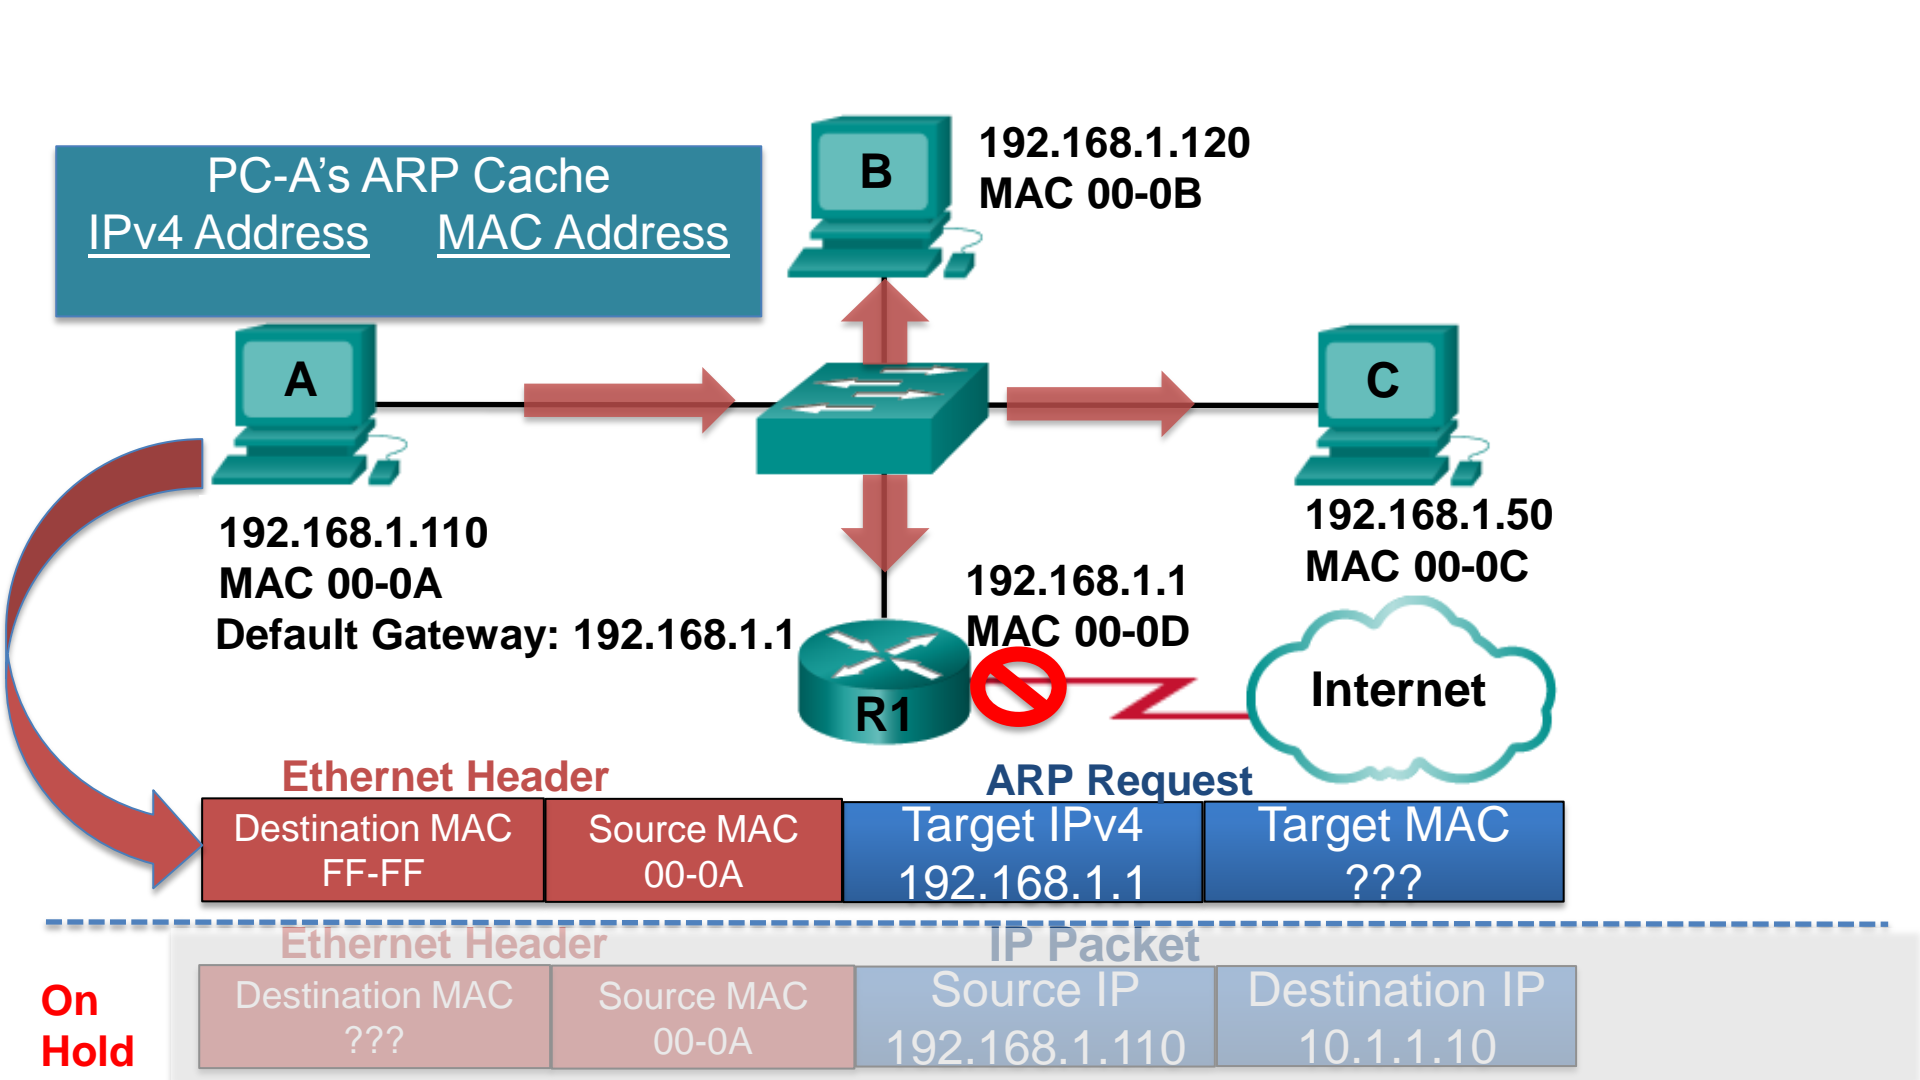 PC-A's ARP Cache
IPv4 Address MAC Address
B
192.168.1.120
MAC 00-0B
A
C
192.168.1.110
MAC 00-0A
Default Gateway: 192.168.1.1
192.168.1.50
MAC 00-0C
192.168.1.1
MAC 00-0D
R1
Internet
Ethernet Header
ARP Request
Destination MAC
FF-FF
Source MAC
00-0A
Target IPv4
192.168.1.1
Target MAC
???
On
Hold
Ethernet Header
IP Packet
Destination MAC
???
Source MAC
00-0A
Source IP
192.168.1.110
Destination IP
10.1.1.10